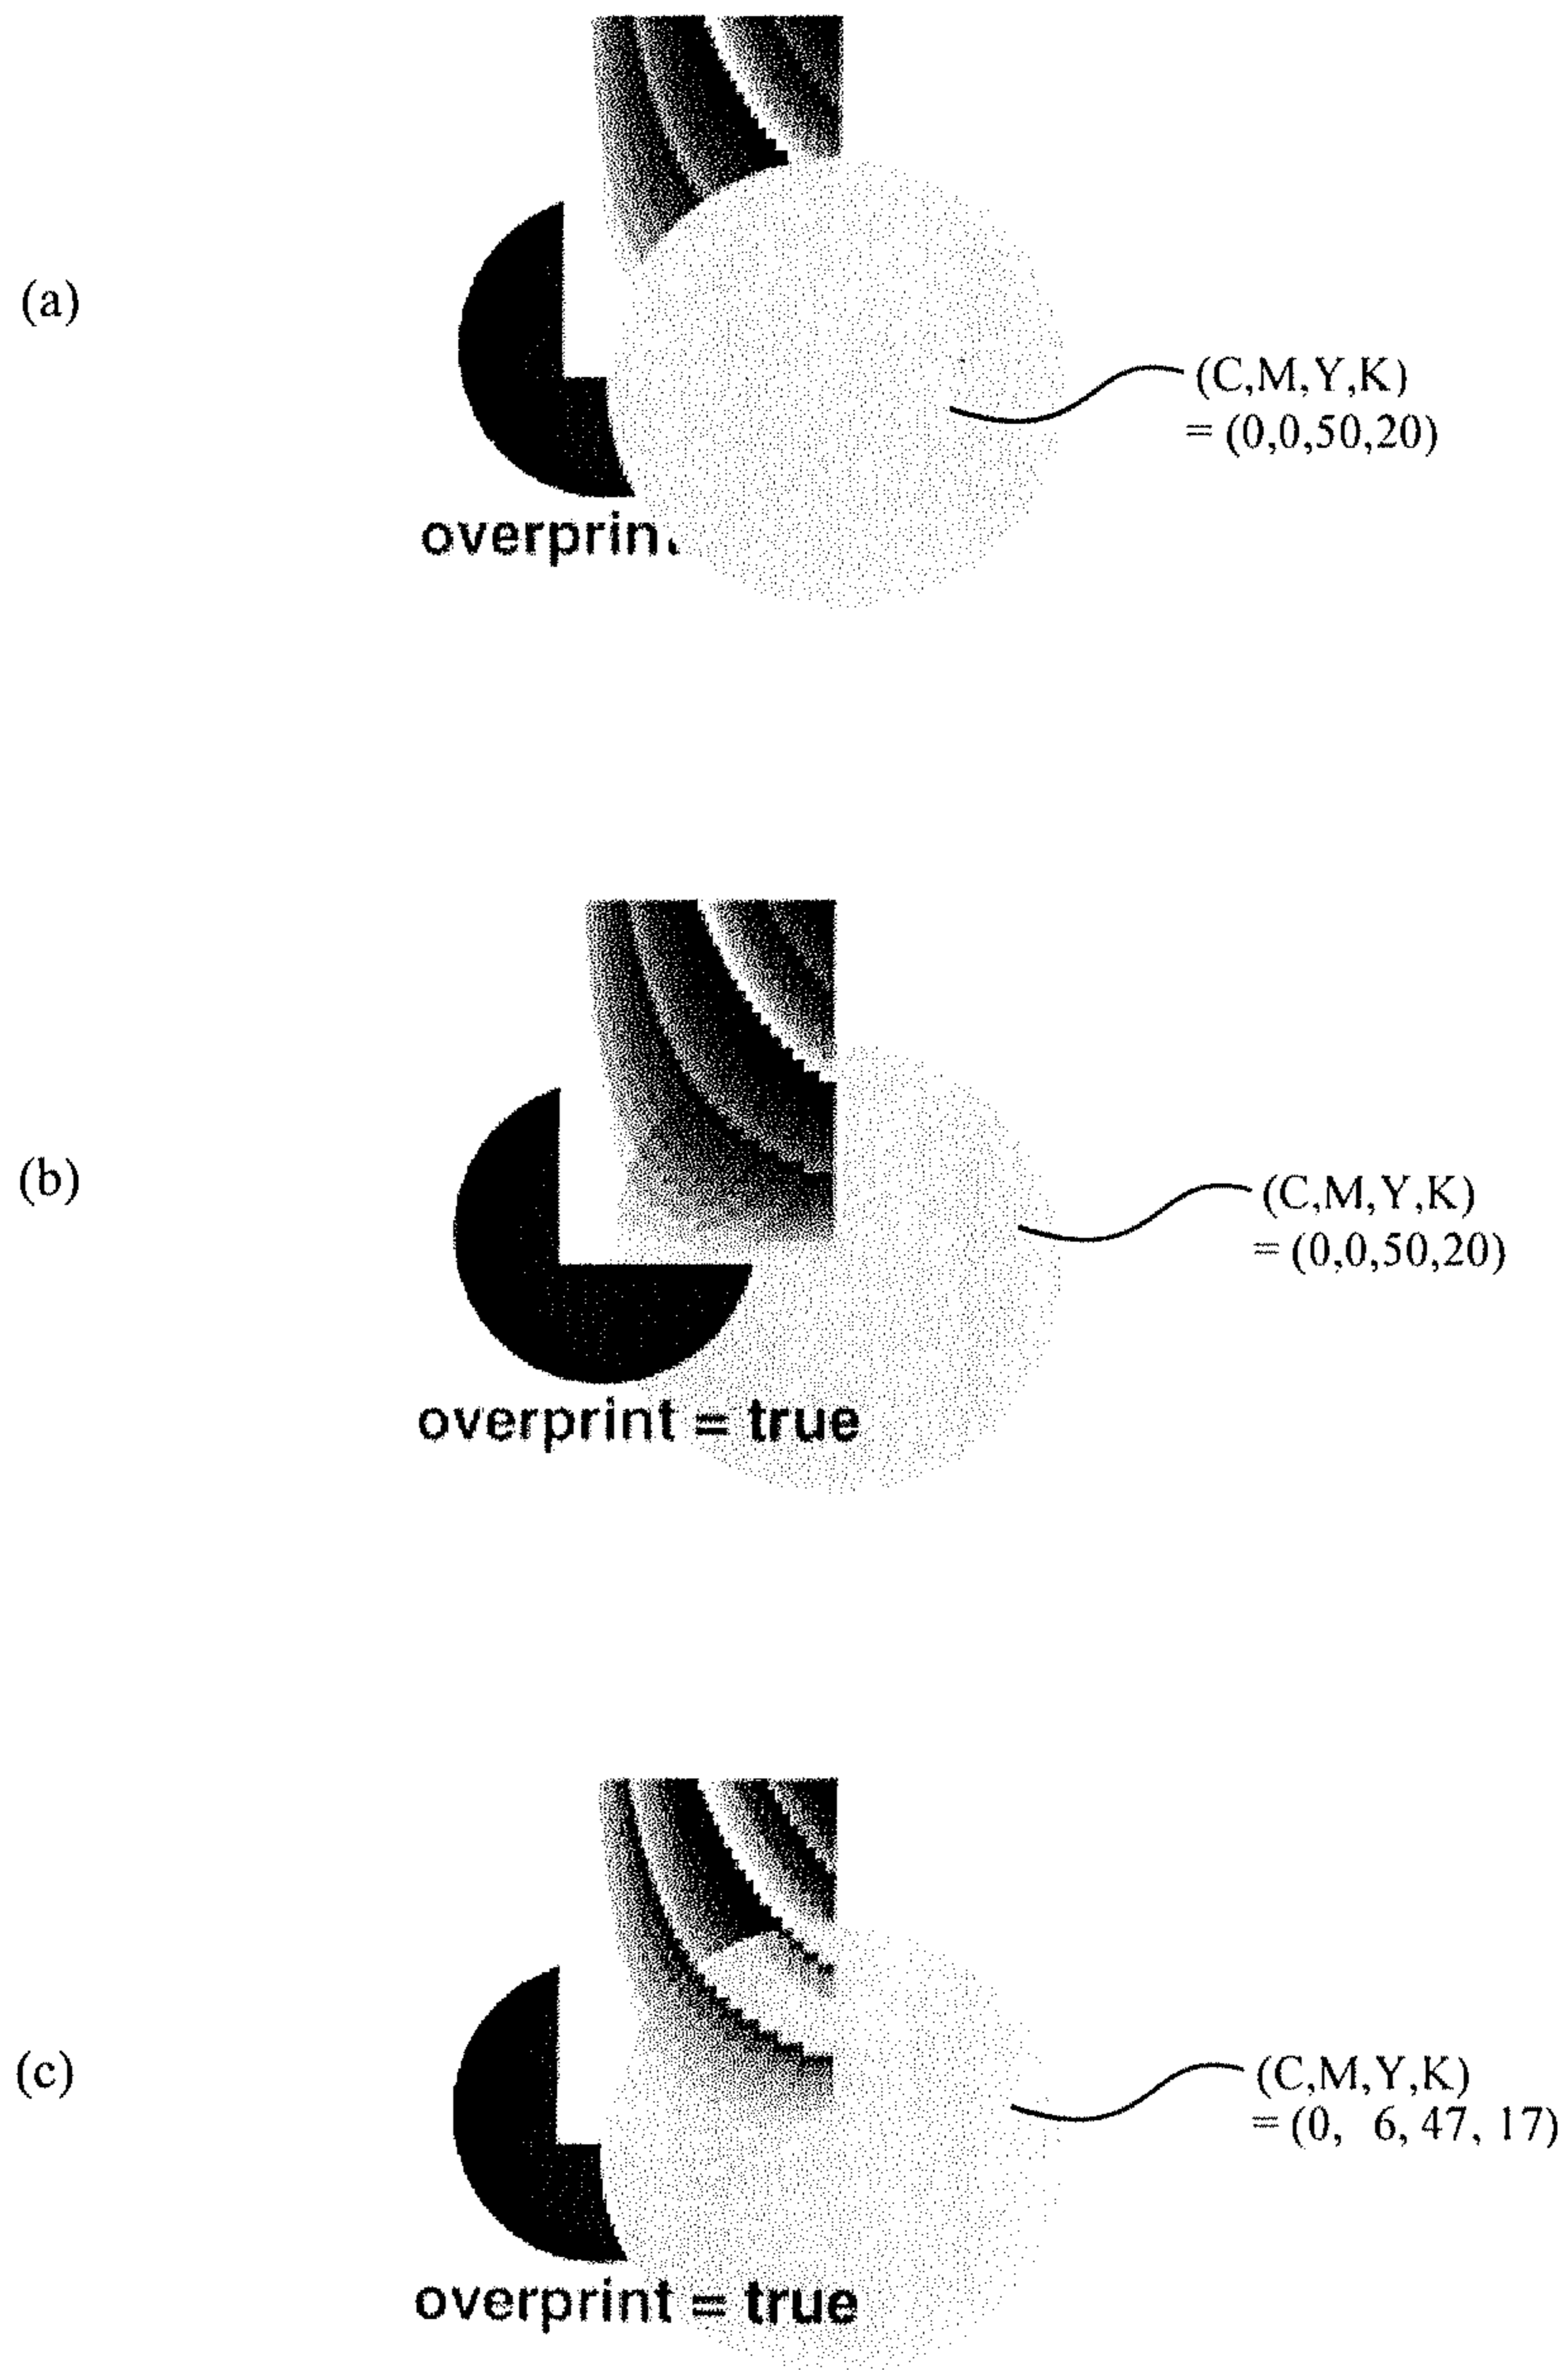 (a)
(C,M,Y,K)
= (0,0,50,20)
overprin
(b)
(C,M,Y,K)
= (0,0,50,20)
overprint = true
(c)
(C,M,Y,K)
= (0, 6, 47, 17)
overprint = true